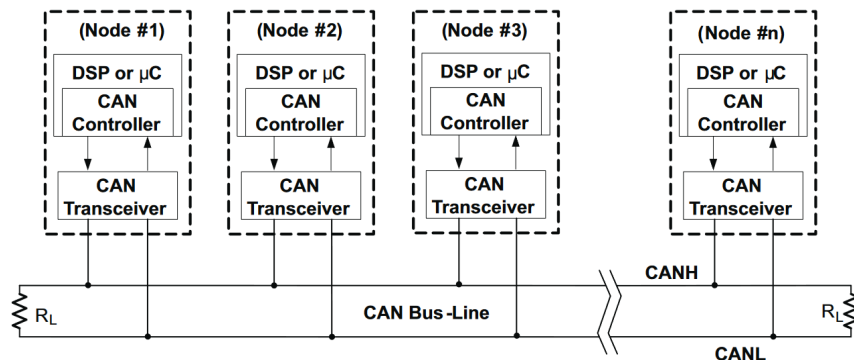 (Node #1)
DSP or µC
CAN
Controller
CAN
Transceiver
(Node #2)
DSP or µC
CAN
Controller
CAN
Transceiver
(Node #3)
DSP or µC
CAN
Controller
CAN
Transceiver
(Node #n)
DSP or µC
CAN
Controller
CAN
Transceiver
CANH
RL
CAN Bus-Line
RL
CANL